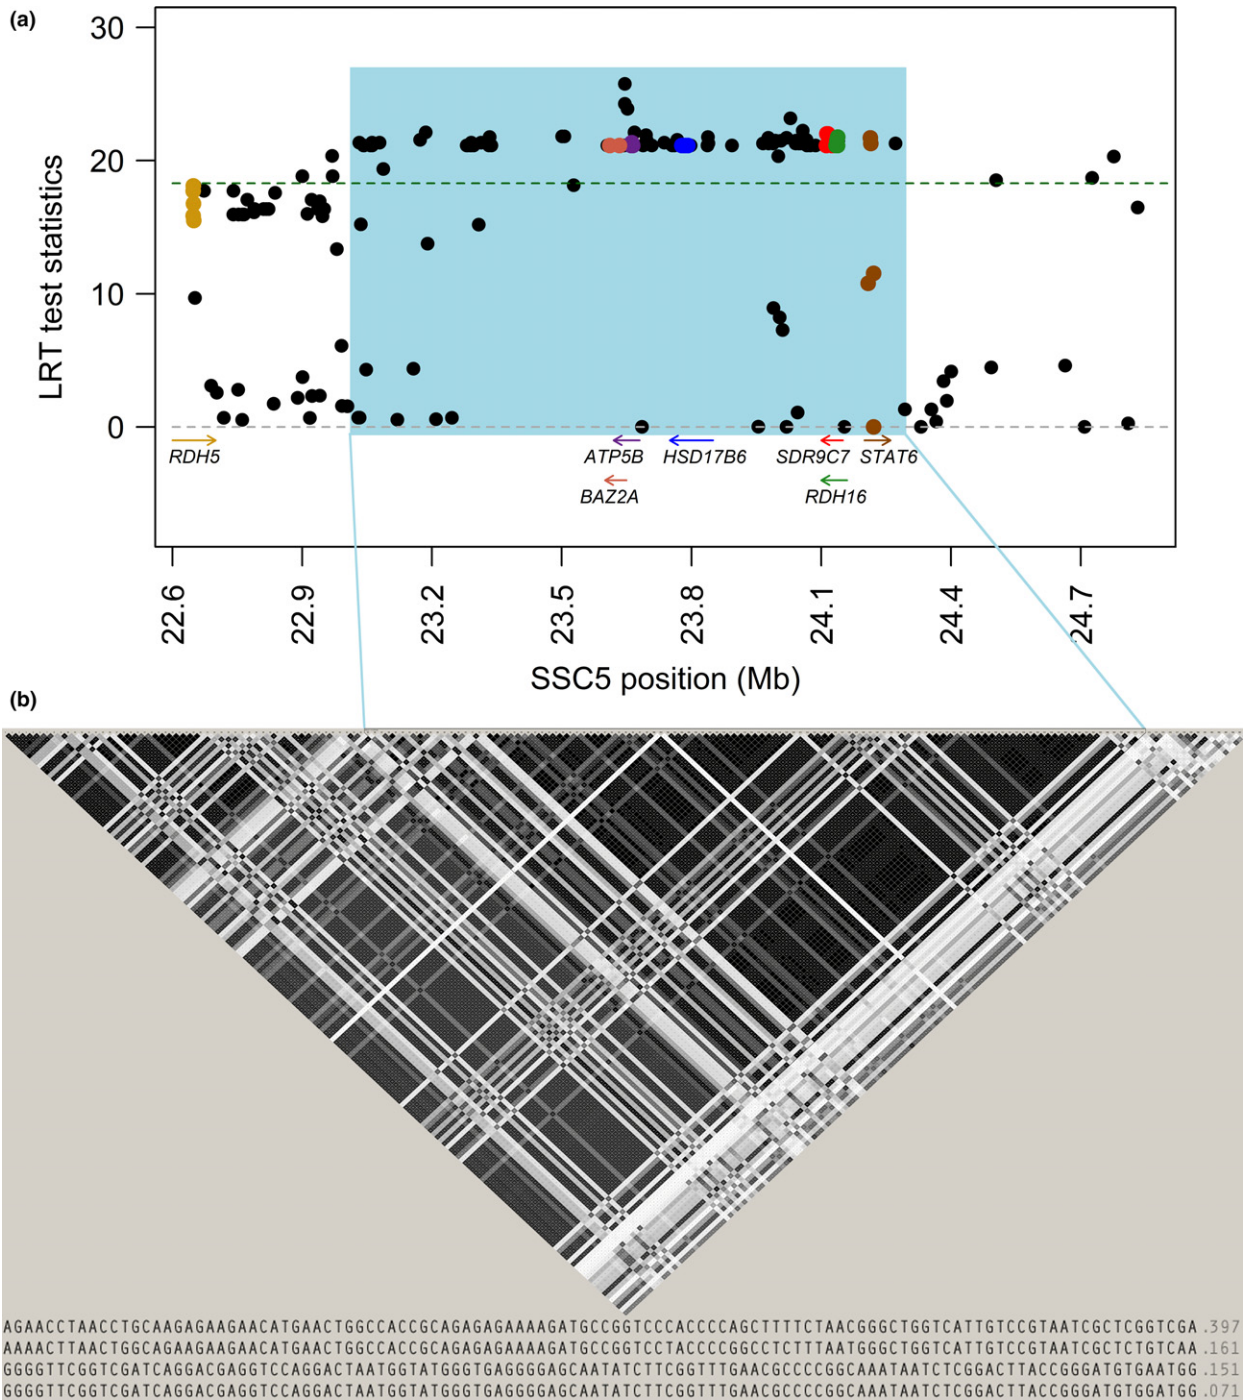 (a)
30
20
10
0
LRT test statistics
RDH5
ATP5B
HSD17B6
SDR9C7
STAT6
BAZ2A
RDH16
22.6
22.9
23.2
23.5
23.8
24.1
24.4
24.7
SSC5 position (Mb)
(b)
AGAACCTAACCTGCAAGAGAAGAACATGAACTGGCCACCGCAGAGAGAAAAGATGCCGGTCCCACCCCAGCTTTTCTAACGGGCTGGTCATTGTCCGTAATCGCTCGGTCGA .397
AAAACTTAACTGGCAGAAGAAGAACATGAACTGGCCACCGCAGAGAGAAAAGATGCCGGTCCTACCCCGGCCTCTTTAATGGGCTGGTCATTGTCCGTAATCGCTCTGTCAA .161
GGGGTTCGGTCGATCAGGACGAGGTCCAGGACTAATGGTATGGGTGAGGGGAGCAATATCTTCGGTTTGAACGCCCCGGCAAATAATCTCGGACTTACCGGGATGTGAATGG .151
GGGGTTCGGTCGATCAGGACGAGGTCCAGGACTAATGGTATGGGTGAGGGGAGCAATATCTTCGGTTTGAACGCCCCGGCAAATAATCTCGGACTTACCGGGATGTGGATGG